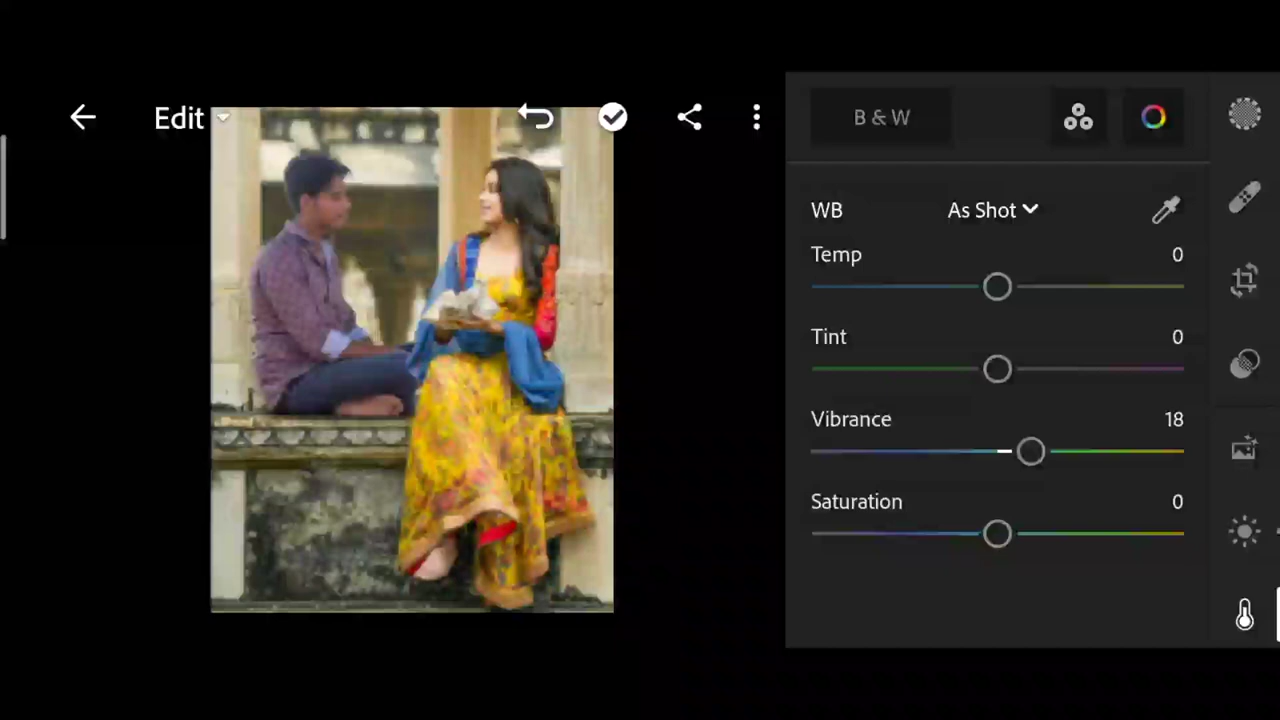 Edit
B & W
WB As Shot
Temp 0
Tint 0
Vibrance 18
Saturation 0